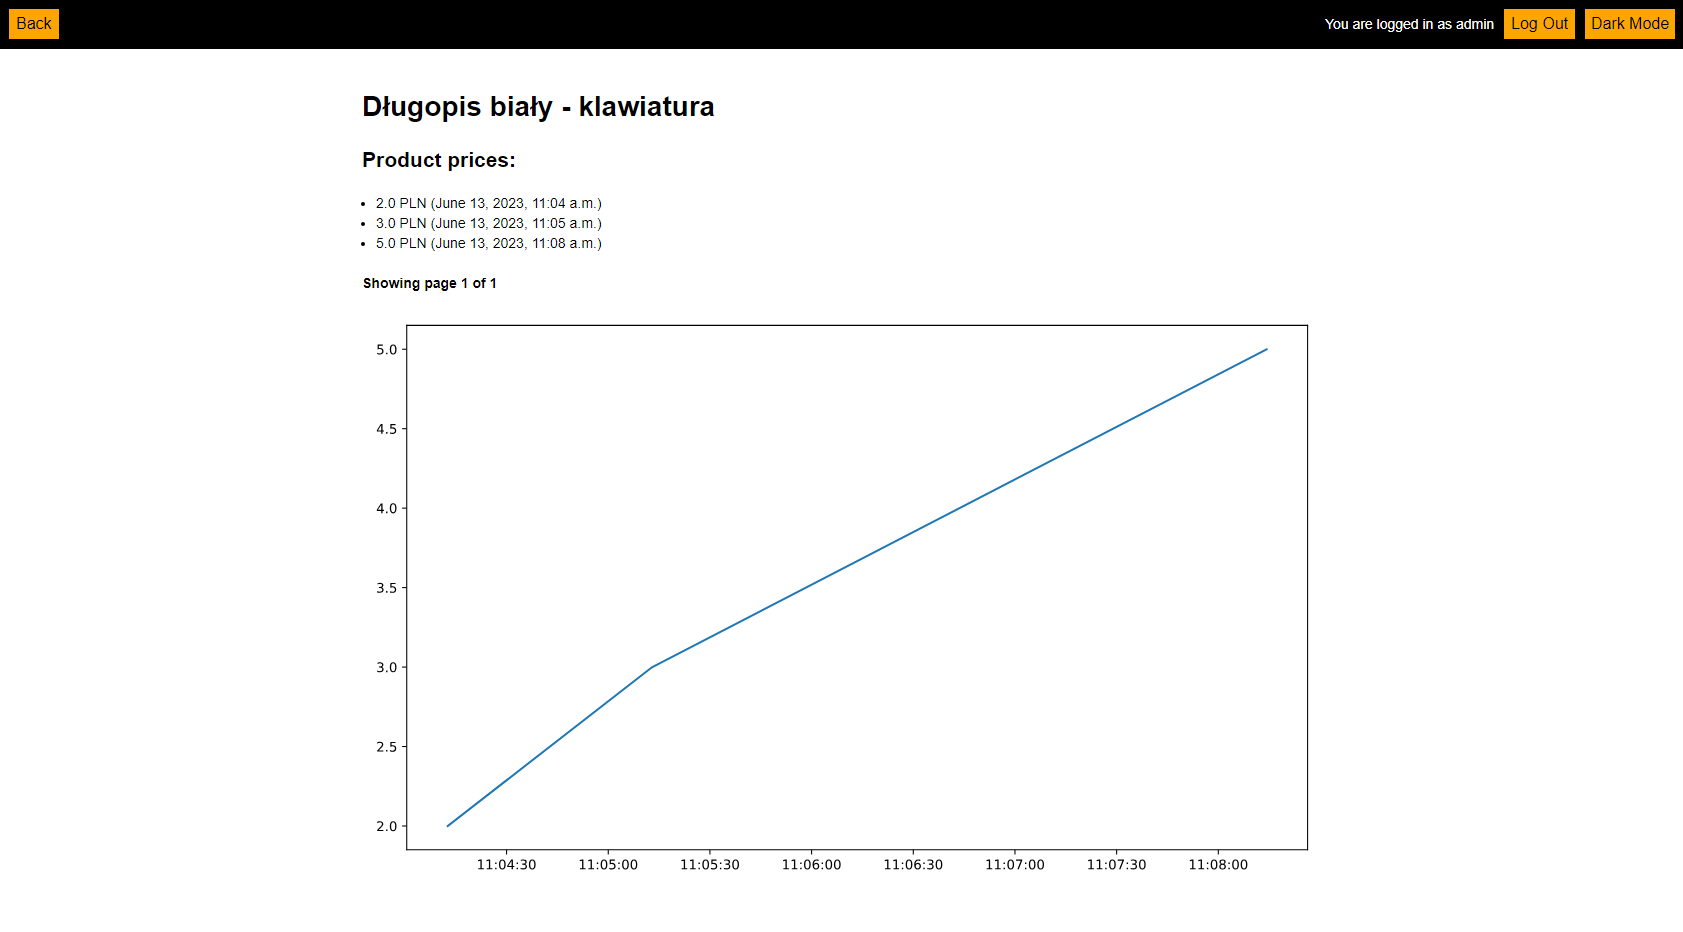 Back
You are logged in as admin Log Out Dark Mode
Długopis biały - klawiatura
Product prices:
2.0 PLN (June 13, 2023, 11:04 a.m.)
3.0 PLN (June 13, 2023, 11:05 a.m.)
5.0 PLN (June 13, 2023, 11:08 a.m.)
Showing page 1 of 1
5.0
4.5
4.0
3.5
3.0
2.5
2.0
11:04:30 11:05:00 11:05:30 11:06:00 11:06:30 11:07:00 11:07:30 11:08:00